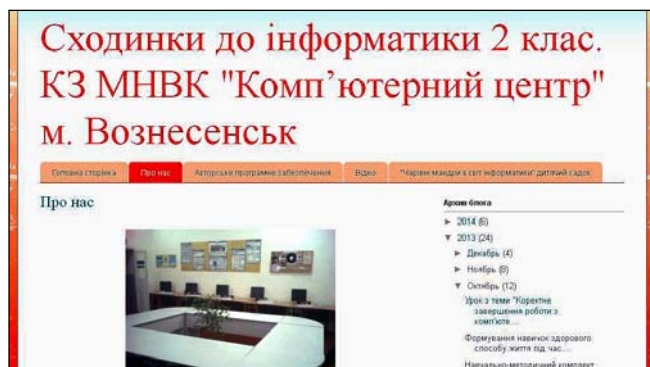 Сходинки до інформатики 2 клас.
КЗ МНВК "Комп’ютерний центр"
м. Вознесенськ
Головна сторінка Про нас Авторське програмне забезпечення Відео "Чарівні мандри в світ інформатики" дитячий садок
Про нас
Архив блога
► 2014 (6)
▼ 2013 (24)
► Декабрь (4)
► Ноябрь (8)
▼ Октябрь (12)
Урок з теми "Коректне
завершення роботи з
комп'юте...
Формування навичок здорового
способу життя під час...
Навчально-методичний комплект